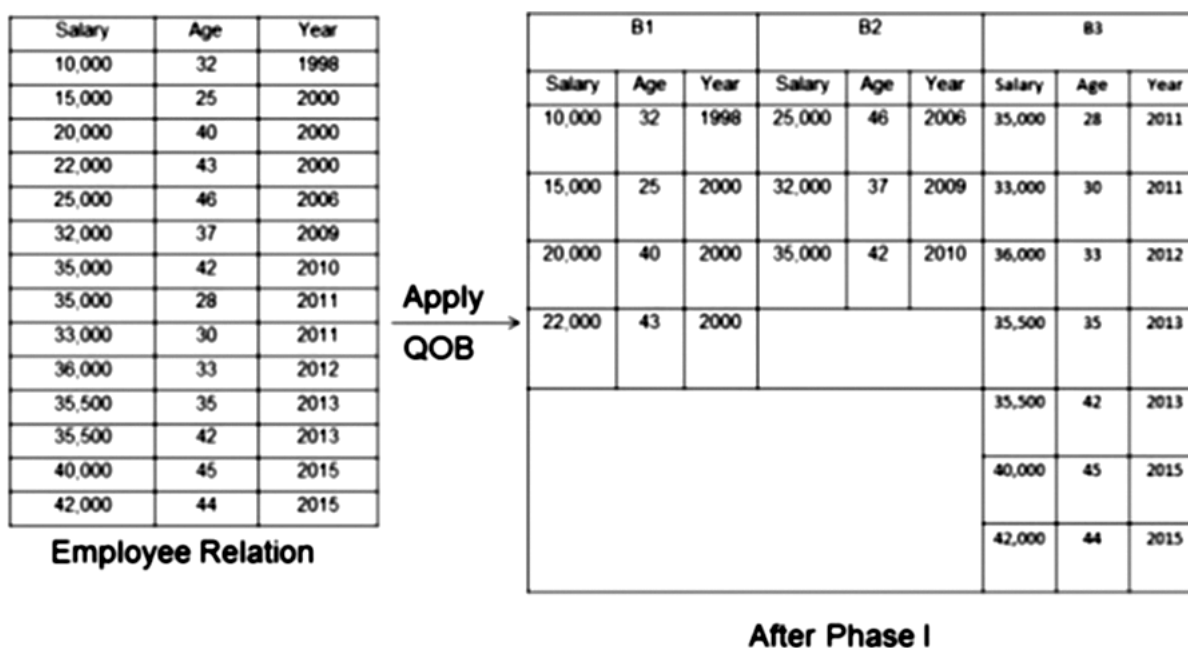 Salary Age Year
10,000 32 1998
15,000 25 2000
20,000 40 2000
22,000 43 2000
25,000 46 2006
32,000 37 2009
35,000 42 2010
35,000 28 2011
33,000 30 2011
36,000 33 2012
35,500 35 2013
35,500 42 2013
40,000 45 2015
42,000 44 2015
Employee Relation
Apply
QOB
B1 B2 B3
Salary Age Year Salary Age Year Salary Age Year
10,000 32 1998 25,000 46 2006 35,000 28 2011
15,000 25 2000 32,000 37 2009 33,000 30 2011
20,000 40 2000 35,000 42 2010 36,000 33 2012
22,000 43 2000 35,500 35 2013
35,500 42 2013
40,000 45 2015
42,000 44 2015
After Phase I